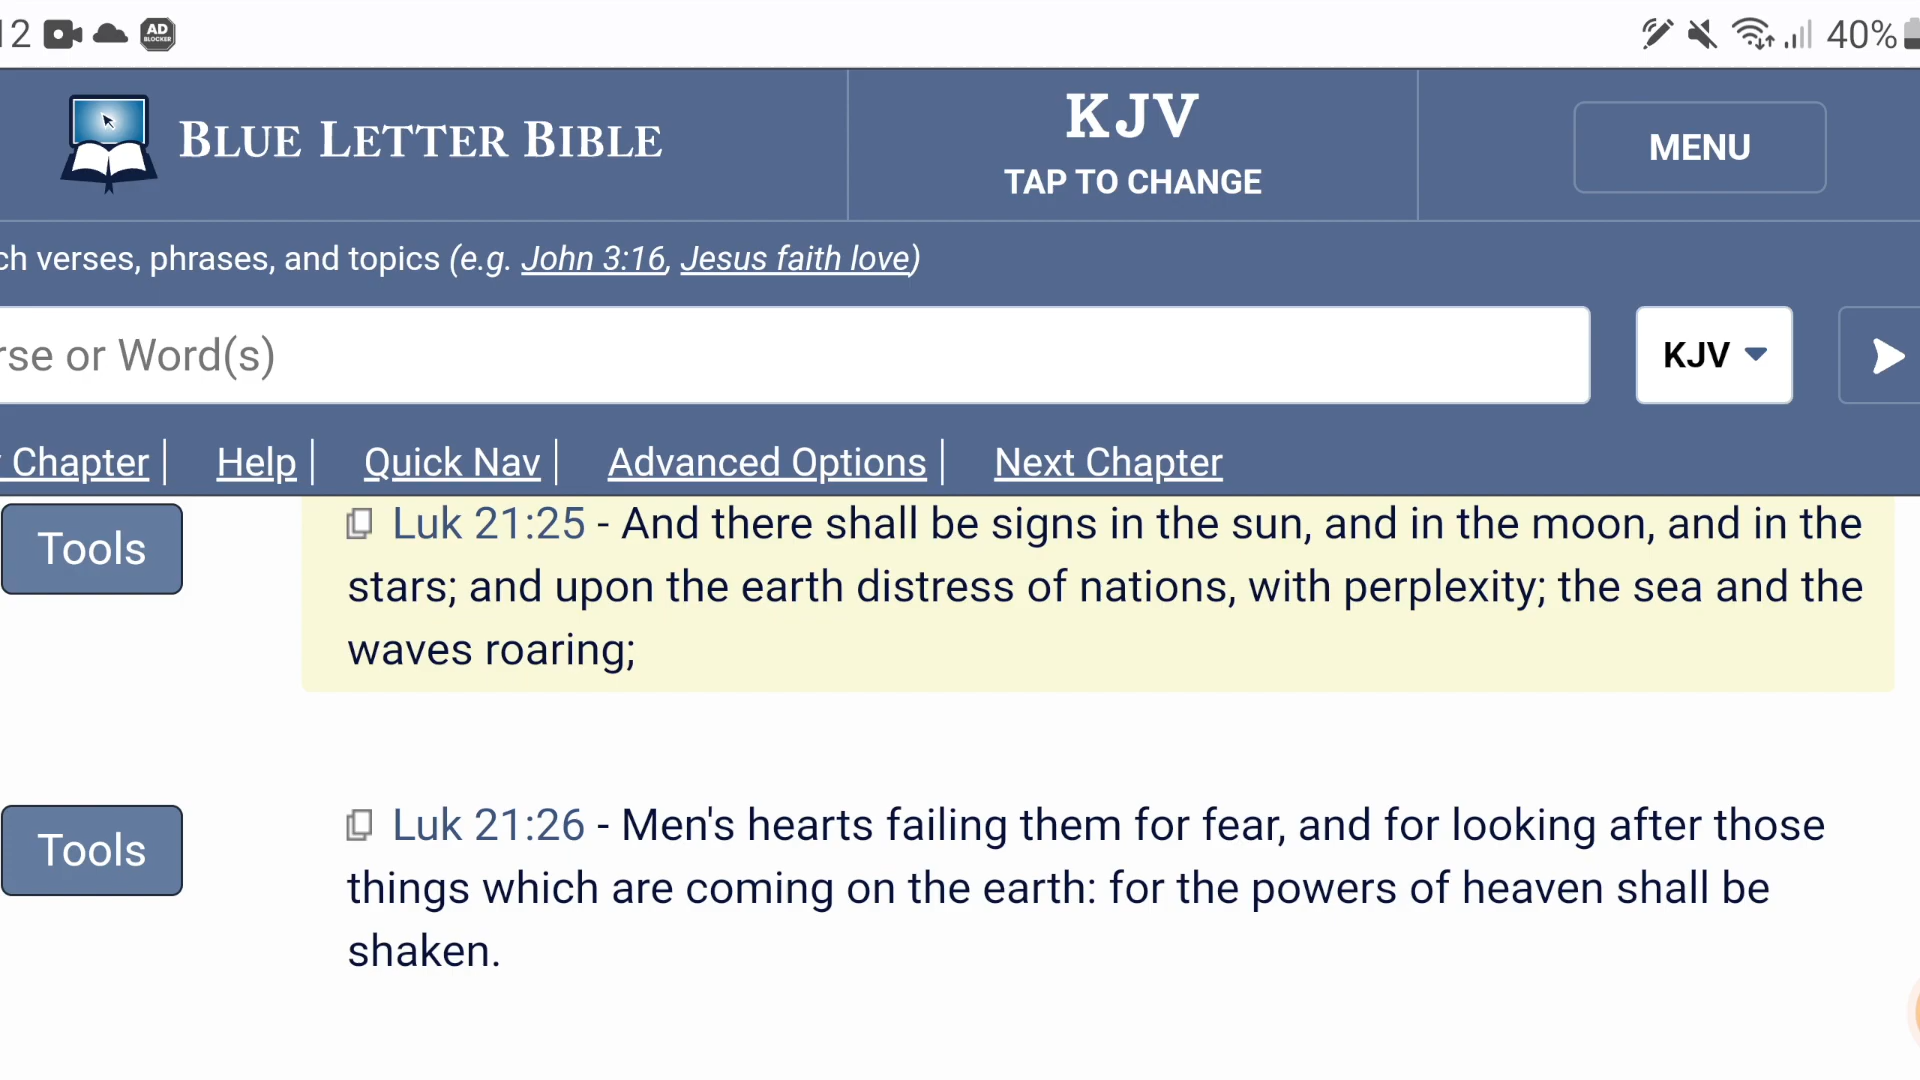 12 AD BLOCKER 40%
BLUE LETTER BIBLE KJV MENU
TAP TO CHANGE
ch verses, phrases, and topics (e.g. John 3:16, Jesus faith love)
rse or Word(s) KJV
Chapter | Help | Quick Nav | Advanced Options | Next Chapter
Tools Luk 21:25 - And there shall be signs in the sun, and in the moon, and in the
stars; and upon the earth distress of nations, with perplexity; the sea and the
waves roaring;
Tools Luk 21:26 - Men's hearts failing them for fear, and for looking after those
things which are coming on the earth: for the powers of heaven shall be
shaken.